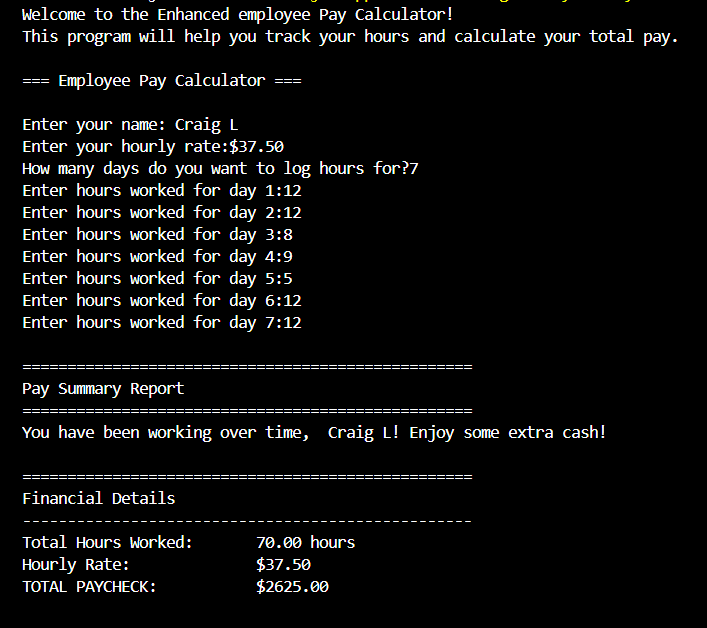 Welcome to the Enhanced employee Pay Calculator!
This program will help you track your hours and calculate your total pay.
=== Employee Pay Calculator ===
Enter your name: Craig L
Enter your hourly rate:$37.50
How many days do you want to log hours for?7
Enter hours worked for day 1:12
Enter hours worked for day 2:12
Enter hours worked for day 3:8
Enter hours worked for day 4:9
Enter hours worked for day 5:5
Enter hours worked for day 6:12
Enter hours worked for day 7:12
==================================================
Pay Summary Report
==================================================
You have been working over time,  Craig L! Enjoy some extra cash!
==================================================
Financial Details
--------------------------------------------------
Total Hours Worked:       70.00 hours
Hourly Rate:              $37.50
TOTAL PAYCHECK:           $2625.00